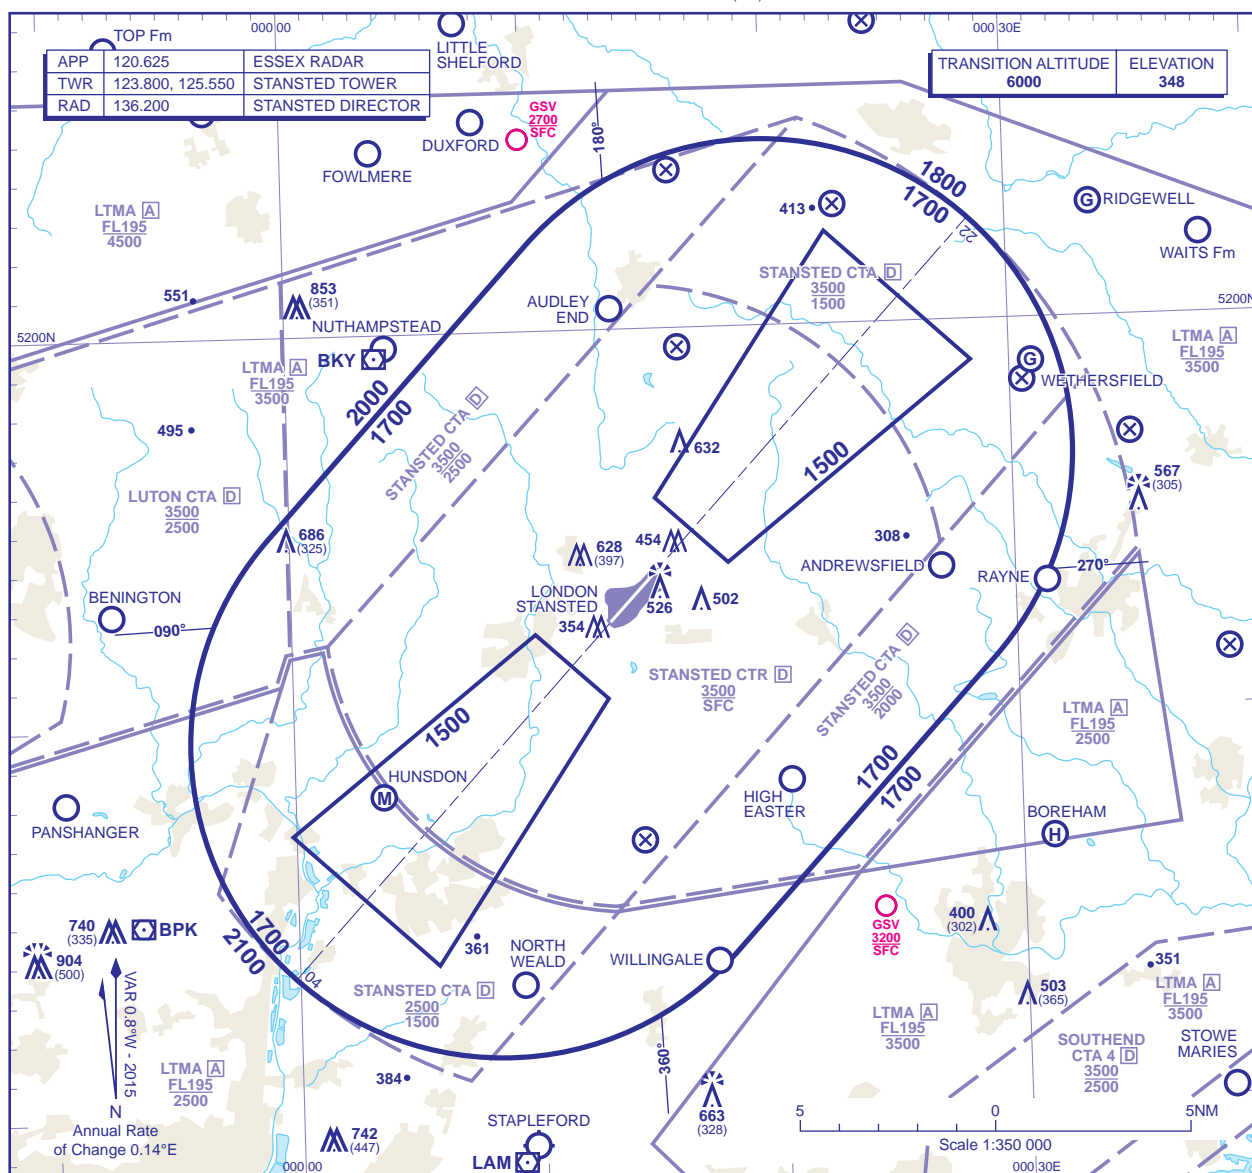 000 00
000 30E
TOP Fm
LITTLE
SHELFORD
APP 120.625 ESSEX RADAR
TWR 123.800, 125.550 STANSTED TOWER
RAD 136.200 STANSTED DIRECTOR
TRANSITION ALTITUDE
6000
ELEVATION
348
GSV
2700
SFC
DUXFORD
FOWLMERE
180°
1800
1700
22
413
G
RIDGEWELL
WAITS Fm
LTMA A
FL195
4500
551
853
(351)
NUTHAMPSTEAD
BKY
AUDLEY
END
STANSTED CTA D
3500
1500
5200N
5200N
LTMA A
FL195
3500
LTMA A
FL195
3500
2000
1700
STANSTED CTA D
3500
2500
G
WETHERSFIELD
495
632
1500
567
(305)
LUTON CTA D
3500
2500
686
(325)
628
(397)
454
308
ANDREWSFIELD
RAYNE
270°
BENINGTON
090°
LONDON
STANSTED
354
526
502
STANSTED CTR D
3500
SFC
STANSTED CTA D
3500
2000
LTMA A
FL195
2500
1500
HUNSDON
M
PANSHANGER
HIGH
EASTER
1700
1700
BOREHAM
H
740
(335)
BPK
904
(500)
1700
2100
04
361
NORTH
WEALD
WILLINGALE
GSV
3200
SFC
400
(302)
351
503
(365)
LTMA A
FL195
3500
STANSTED CTA D
2500
1500
LTMA A
FL195
3500
SOUTHEND
CTA 4 D
3500
2500
STOWE
MARIES
VAR 0.8°W - 2015
N
Annual Rate
of Change 0.14°E
LTMA A
FL195
2500
384
360°
663
(328)
742
(447)
STAPLEFORD
LAM
5 0 5NM
Scale 1:350 000
000 00
000 30E